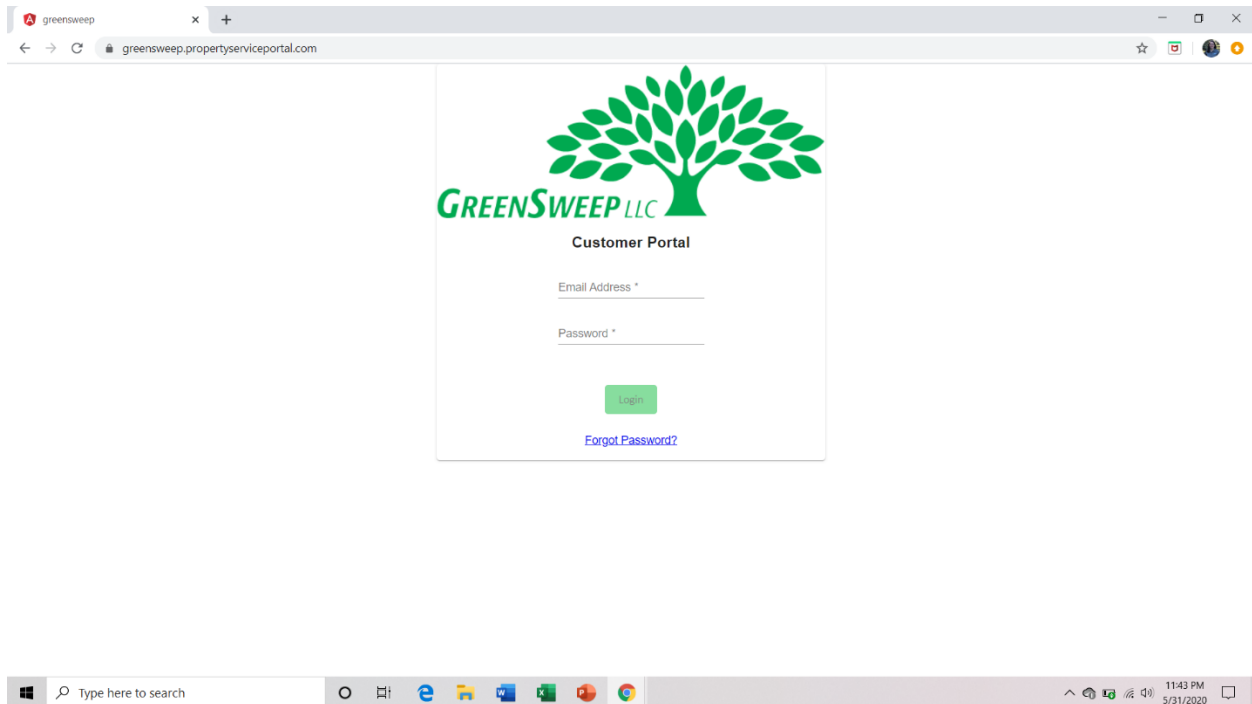 greensweep
greensweep.propertyserviceportal.com
GREENSWEEP LLC
Customer Portal
Email Address *
Password *
Login
Forgot Password?
Type here to search
11:43 PM
5/31/2020